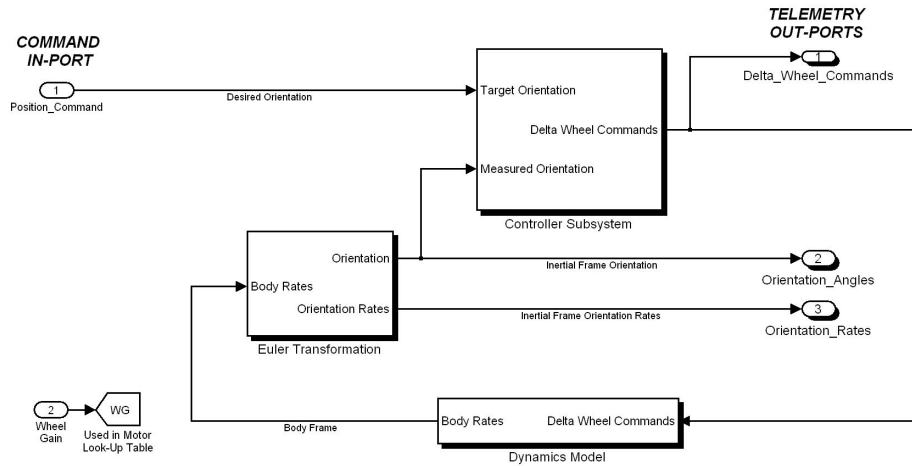 COMMAND
IN-PORT
1
Position_Command
Desired Orientation
TELEMETRY
OUT-PORTS
1
Delta_Wheel_Commands
Target Orientation
Delta Wheel Commands
Measured Orientation
Controller Subsystem
Orientation
Body Rates
Orientation Rates
Euler Transformation
Inertial Frame Orientation
2
Orientation_Angles
Inertial Frame Orientation Rates
3
Orientation_Rates
2
Wheel
Gain
WG
Used in Motor
Look-Up Table
Body Frame
Body Rates
Delta Wheel Commands
Dynamics Model